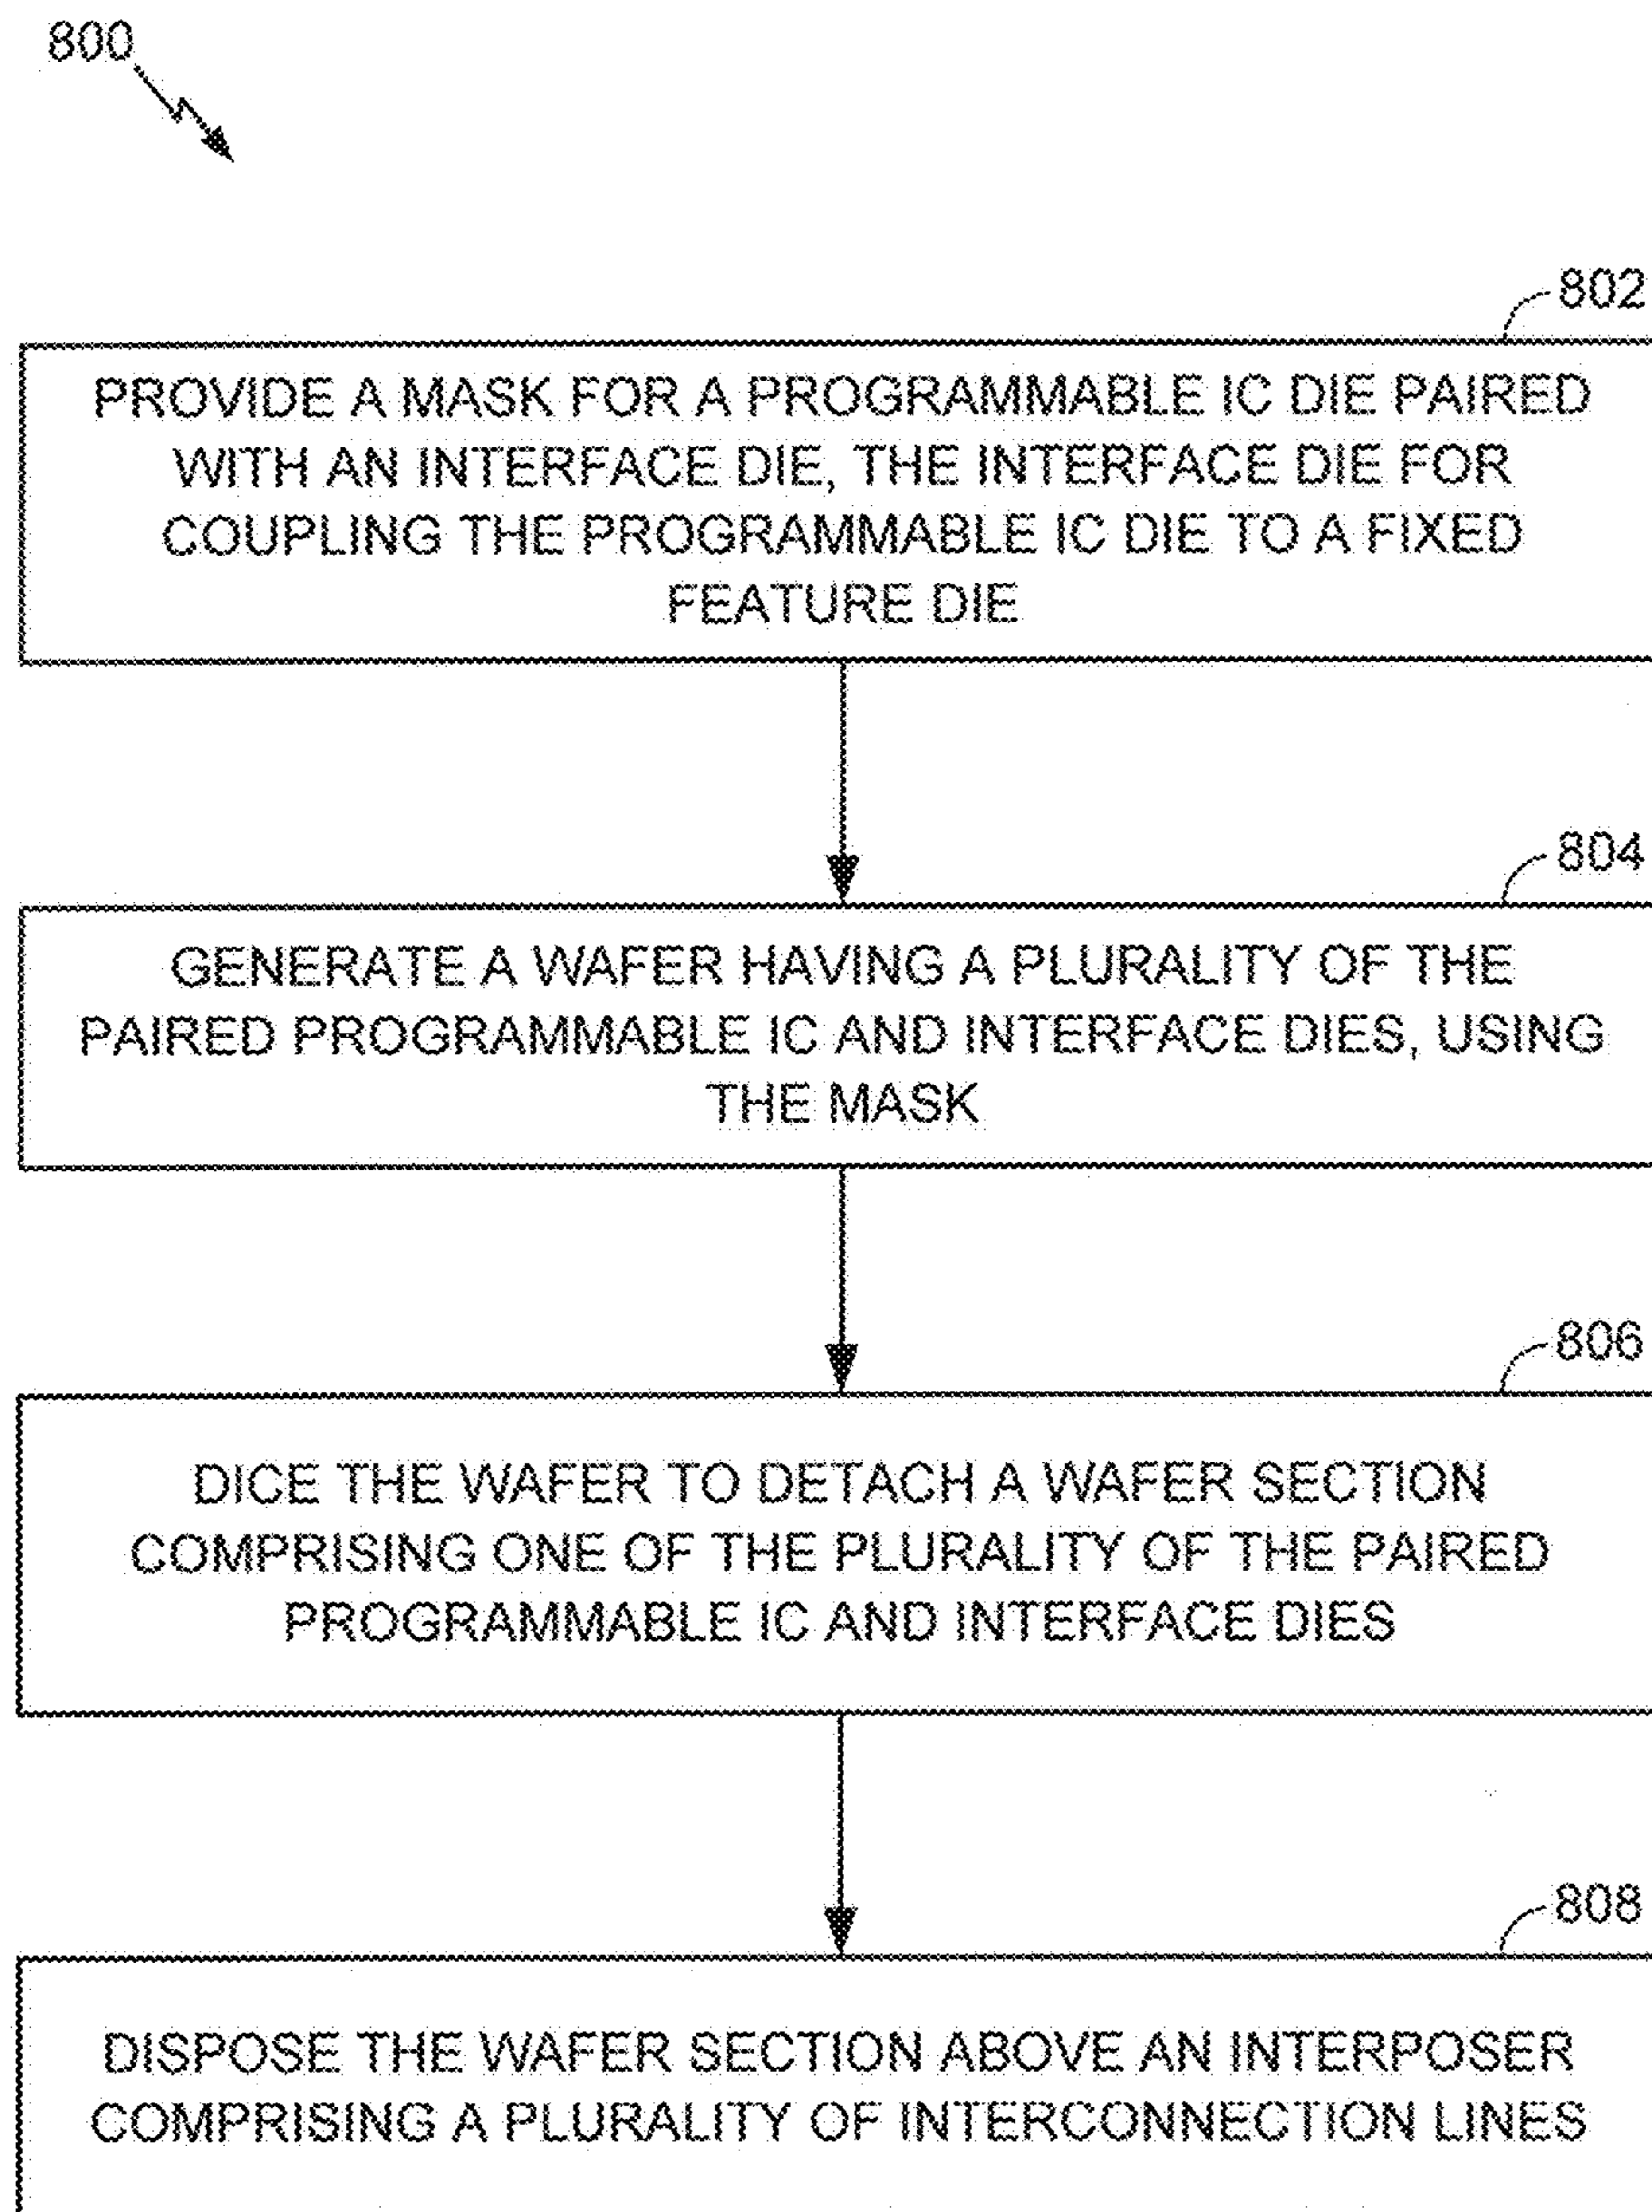 800
802
PROVIDE A MASK FOR A PROGRAMMABLE IC DIE PAIRED
WITH AN INTERFACE DIE, THE INTERFACE DIE FOR
COUPLING THE PROGRAMMABLE IC DIE TO A FIXED
FEATURE DIE
804
GENERATE A WAFER HAVING A PLURALITY OF THE
PAIRED PROGRAMMABLE IC AND INTERFACE DIES, USING
THE MASK
806
DICE THE WAFER TO DETACH A WAFER SECTION
COMPRISING ONE OF THE PLURALITY OF THE PAIRED
PROGRAMMABLE IC AND INTERFACE DIES
808
DISPOSE THE WAFER SECTION ABOVE AN INTERPOSER
COMPRISING A PLURALITY OF INTERCONNECTION LINES